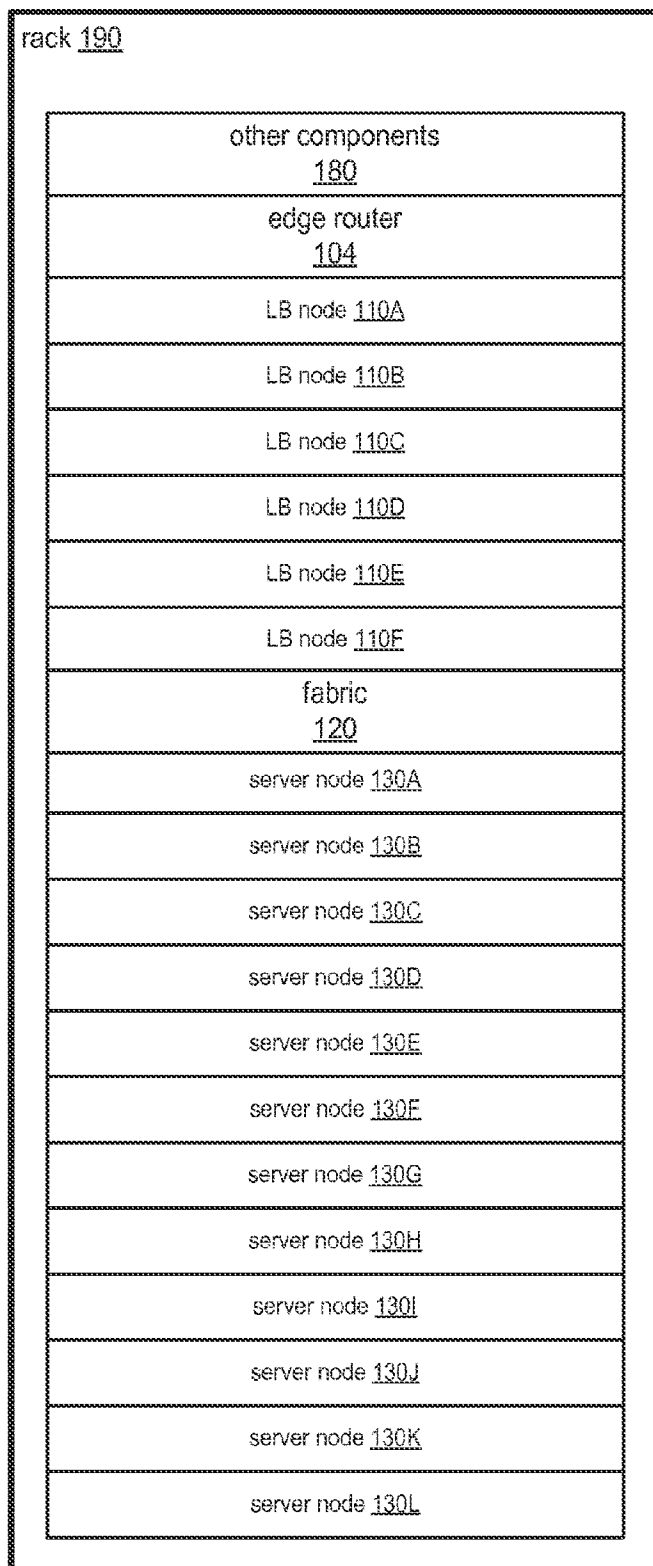 rack 190
other components
180
edge router
104
LB node 110A
LB node 110B
LB node 110C
LB node 110D
LB node 110E
LB node 110F
fabric
120
server node 130A
server node 130B
server node 130C
server node 130D
server node 130E
server node 130F
server node 130G
server node 130H
server node 130I
server node 130J
server node 130K
server node 130L